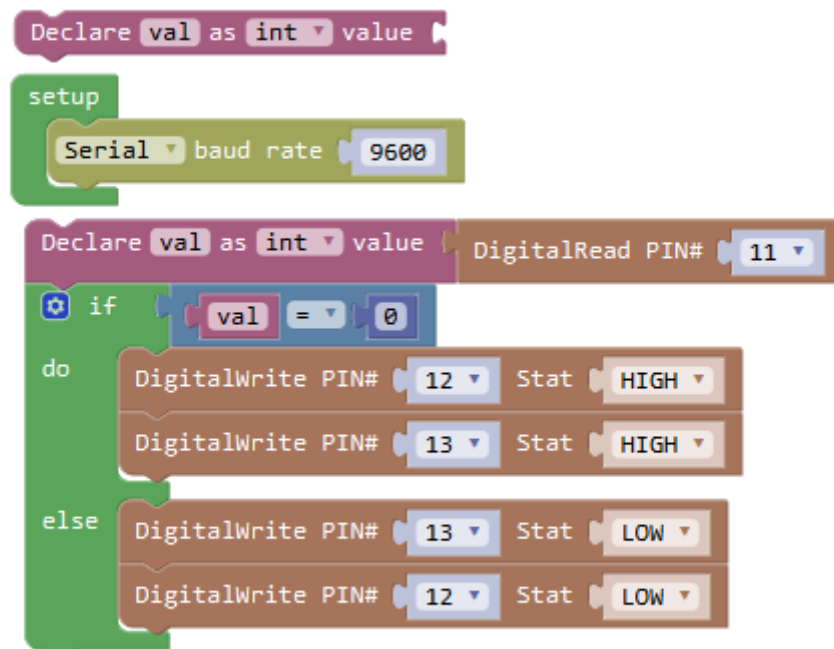 Declare val as int value
setup
Serial baud rate 9600
Declare val as int value DigitalRead PIN# 11
if val = 0
do DigitalWrite PIN# 12 Stat HIGH
DigitalWrite PIN# 13 Stat HIGH
else DigitalWrite PIN# 13 Stat LOW
DigitalWrite PIN# 12 Stat LOW